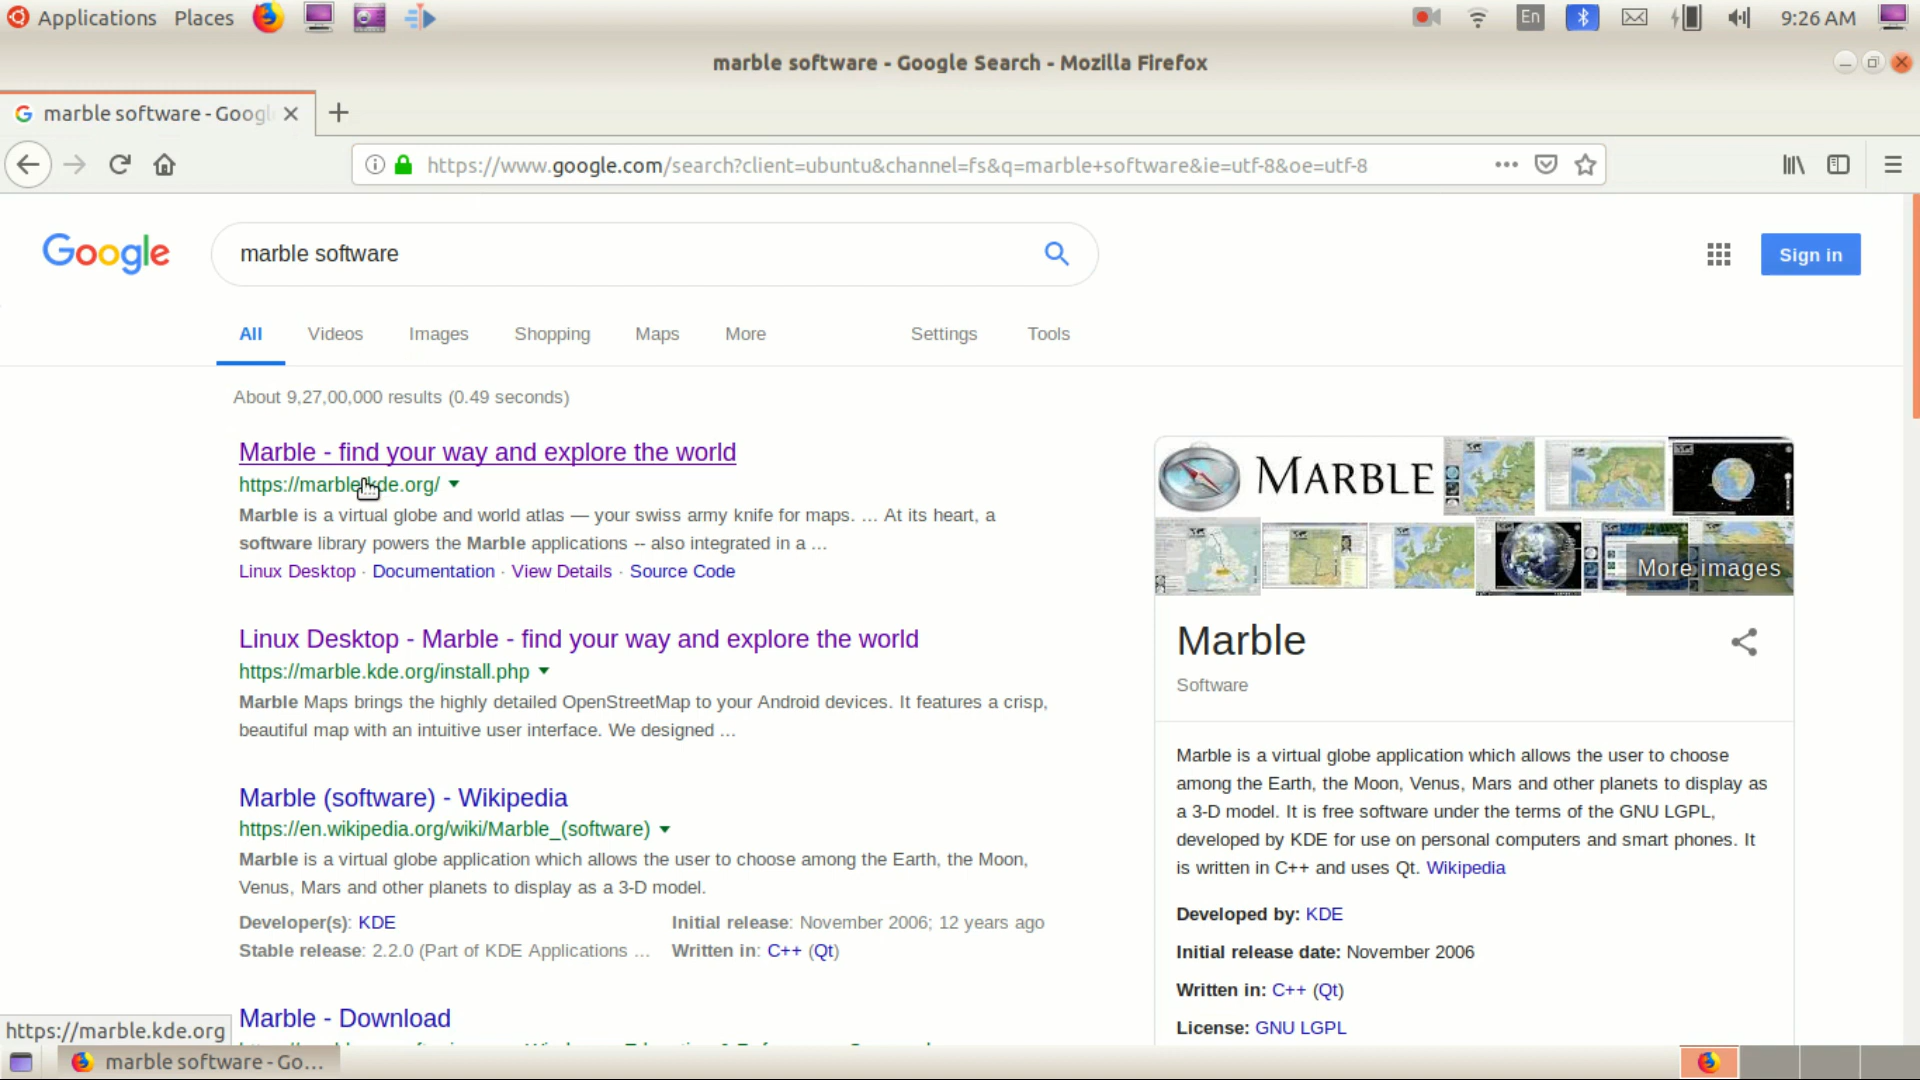 Applications Places
En
9:26 AM
marble software - Google Search - Mozilla Firefox
marble software - Googl
https://www.google.com/search?client=ubuntu&channel=fs&q=marble+software&ie=utf-8&oe=utf-8
Google
marble software
Sign in
All Videos Images Shopping Maps More Settings Tools
About 9,27,00,000 results (0.49 seconds)
Marble - find your way and explore the world
https://marble.kde.org/
Marble is a virtual globe and world atlas — your swiss army knife for maps. ... At its heart, a
software library powers the Marble applications -- also integrated in a ...
Linux Desktop · Documentation · View Details · Source Code
Linux Desktop - Marble - find your way and explore the world
https://marble.kde.org/install.php
Marble Maps brings the highly detailed OpenStreetMap to your Android devices. It features a crisp,
beautiful map with an intuitive user interface. We designed ...
Marble (software) - Wikipedia
https://en.wikipedia.org/wiki/Marble_(software)
Marble is a virtual globe application which allows the user to choose among the Earth, the Moon,
Venus, Mars and other planets to display as a 3-D model.
Developer(s): KDE Initial release: November 2006; 12 years ago
Stable release: 2.2.0 (Part of KDE Applications ... Written in: C++ (Qt)
Marble - Download
MARBLE
More images
Marble
Software
Marble is a virtual globe application which allows the user to choose
among the Earth, the Moon, Venus, Mars and other planets to display as
a 3-D model. It is free software under the terms of the GNU LGPL,
developed by KDE for use on personal computers and smart phones. It
is written in C++ and uses Qt. Wikipedia
Developed by: KDE
Initial release date: November 2006
Written in: C++ (Qt)
License: GNU LGPL
https://marble.kde.org
marble software - Go...